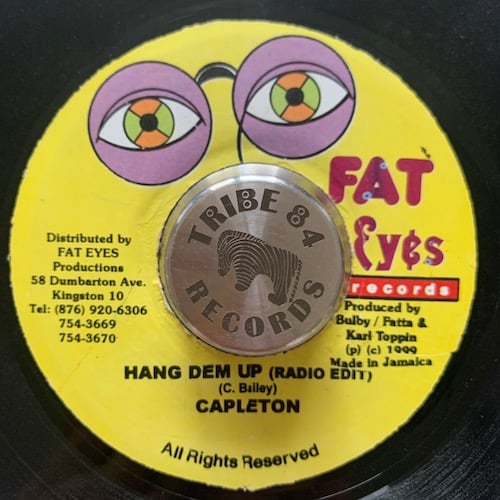 FAT
Eyes
records
TRIBE 84
RECORDS
Distributed by
FAT EYES
Productions
58 Dumbarton Ave.
Kingston 10
Tel: (876) 920-6306
754-3669
754-3670
Produced by
Bulby / Fatta &
Karl Toppin
(p) (c) 1999
Made in Jamaica
HANG DEM UP (RADIO EDIT)
(C. Bailey)
CAPLETON
All Rights Reserved